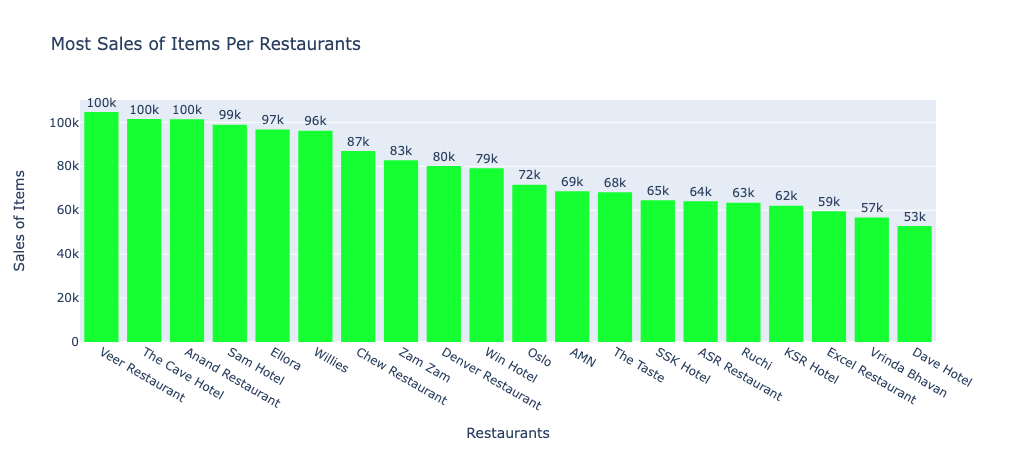 Most Sales of Items Per Restaurants
100k
100k
100k
99k
97k
96k
87k
83k
80k
79k
72k
69k
68k
65k
64k
63k
62k
59k
57k
53k
100k
80k
60k
40k
20k
0
Sales of Items
Veer Restaurant
The Cave Hotel
Anand Restaurant
Sam Hotel
Ellora
Willies
Chew Restaurant
Zam Zam
Denver Restaurant
Win Hotel
Oslo
AMN
The Taste
SSK Hotel
ASR Restaurant
Ruchi
KSR Hotel
Excel Restaurant
Vrinda Bhavan
Dave Hotel
Restaurants